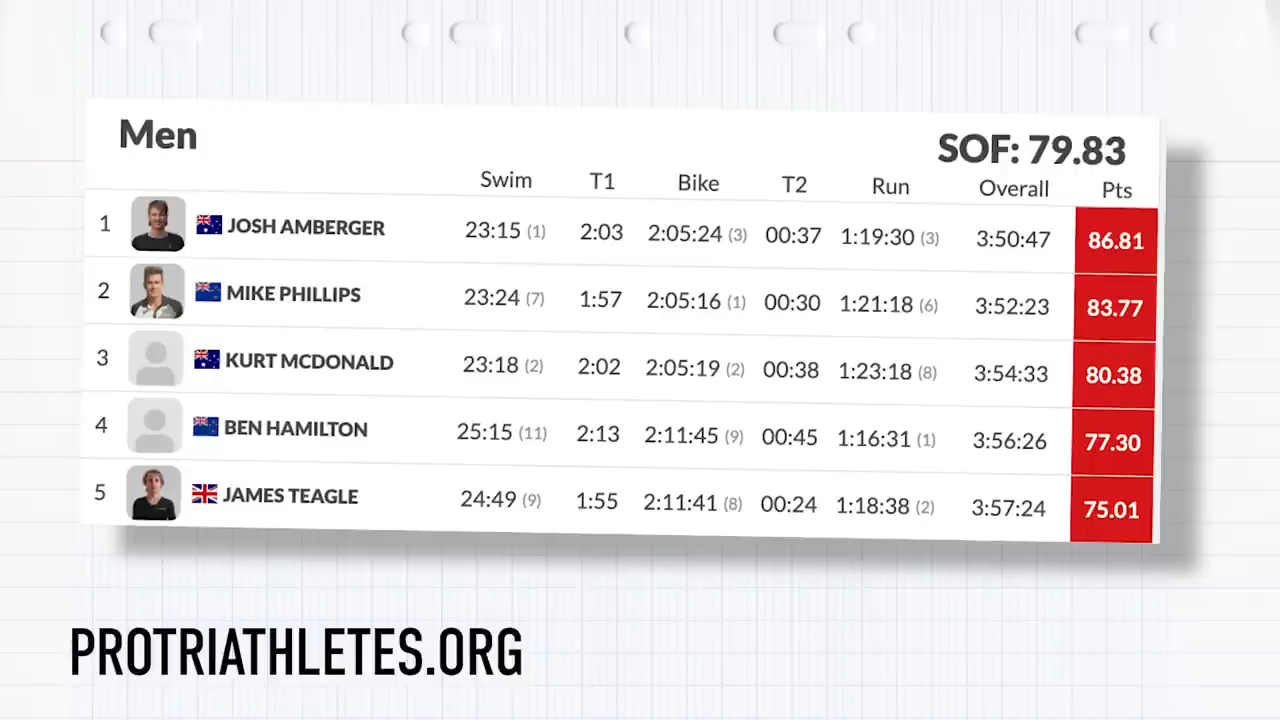 Men SOF: 79.83
Swim T1 Bike T2 Run Overall Pts
1 JOSH AMBERGER 23:15 (1) 2:03 2:05:24 (3) 00:37 1:19:30 (3) 3:50:47 86.81
2 MIKE PHILLIPS 23:24 (7) 1:57 2:05:16 (1) 00:30 1:21:18 (6) 3:52:23 83.77
3 KURT MCDONALD 23:18 (2) 2:02 2:05:19 (2) 00:38 1:23:18 (8) 3:54:33 80.38
4 BEN HAMILTON 25:15 (11) 2:13 2:11:45 (9) 00:45 1:16:31 (1) 3:56:26 77.30
5 JAMES TEAGLE 24:49 (9) 1:55 2:11:41 (8) 00:24 1:18:38 (2) 3:57:24 75.01
PROTRIATHLETES.ORG